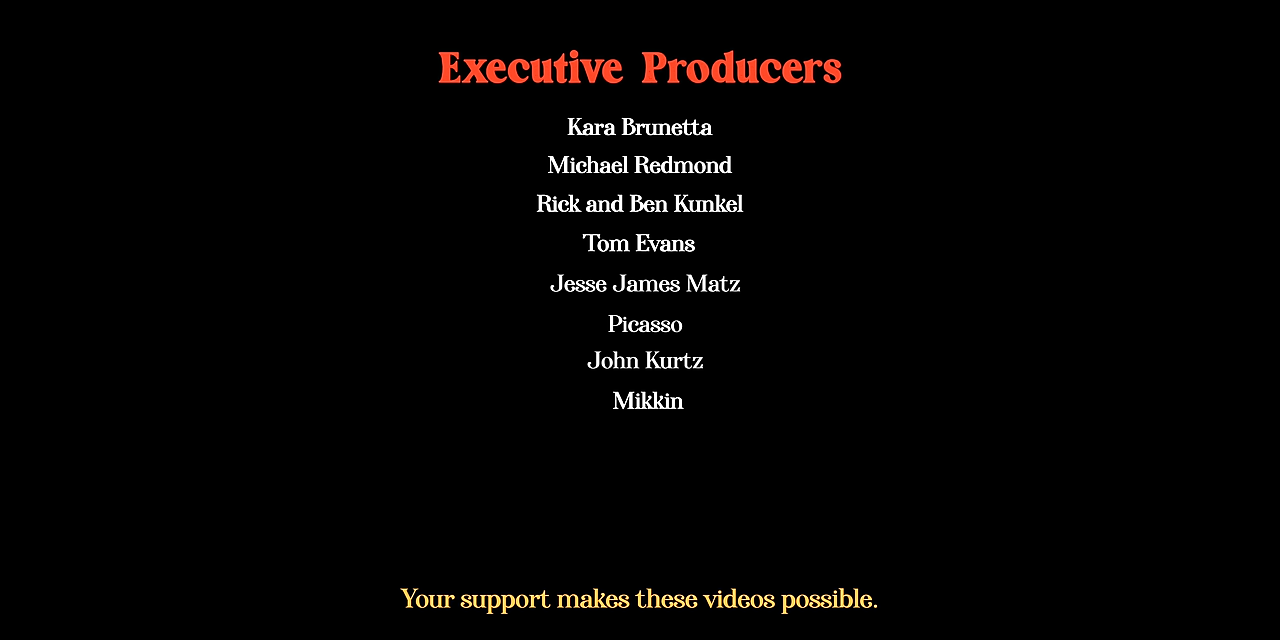 Executive Producers
Kara Brunetta
Michael Redmond
Rick and Ben Kunkel
Tom Evans
Jesse James Matz
Picasso
John Kurtz
Mikkin
Your support makes these videos possible.